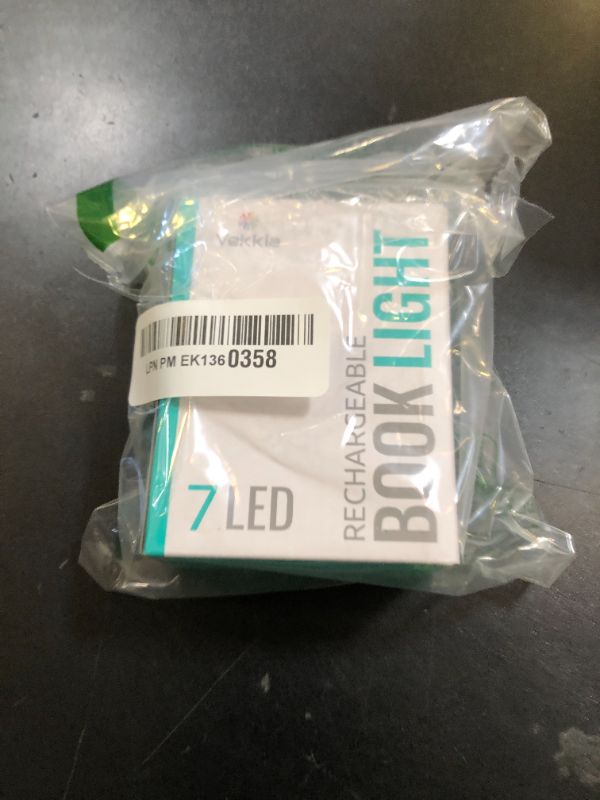 Vekkia
LPN PM EK136 0358
7 LED
RECHARGEABLE
BOOK LIGHT